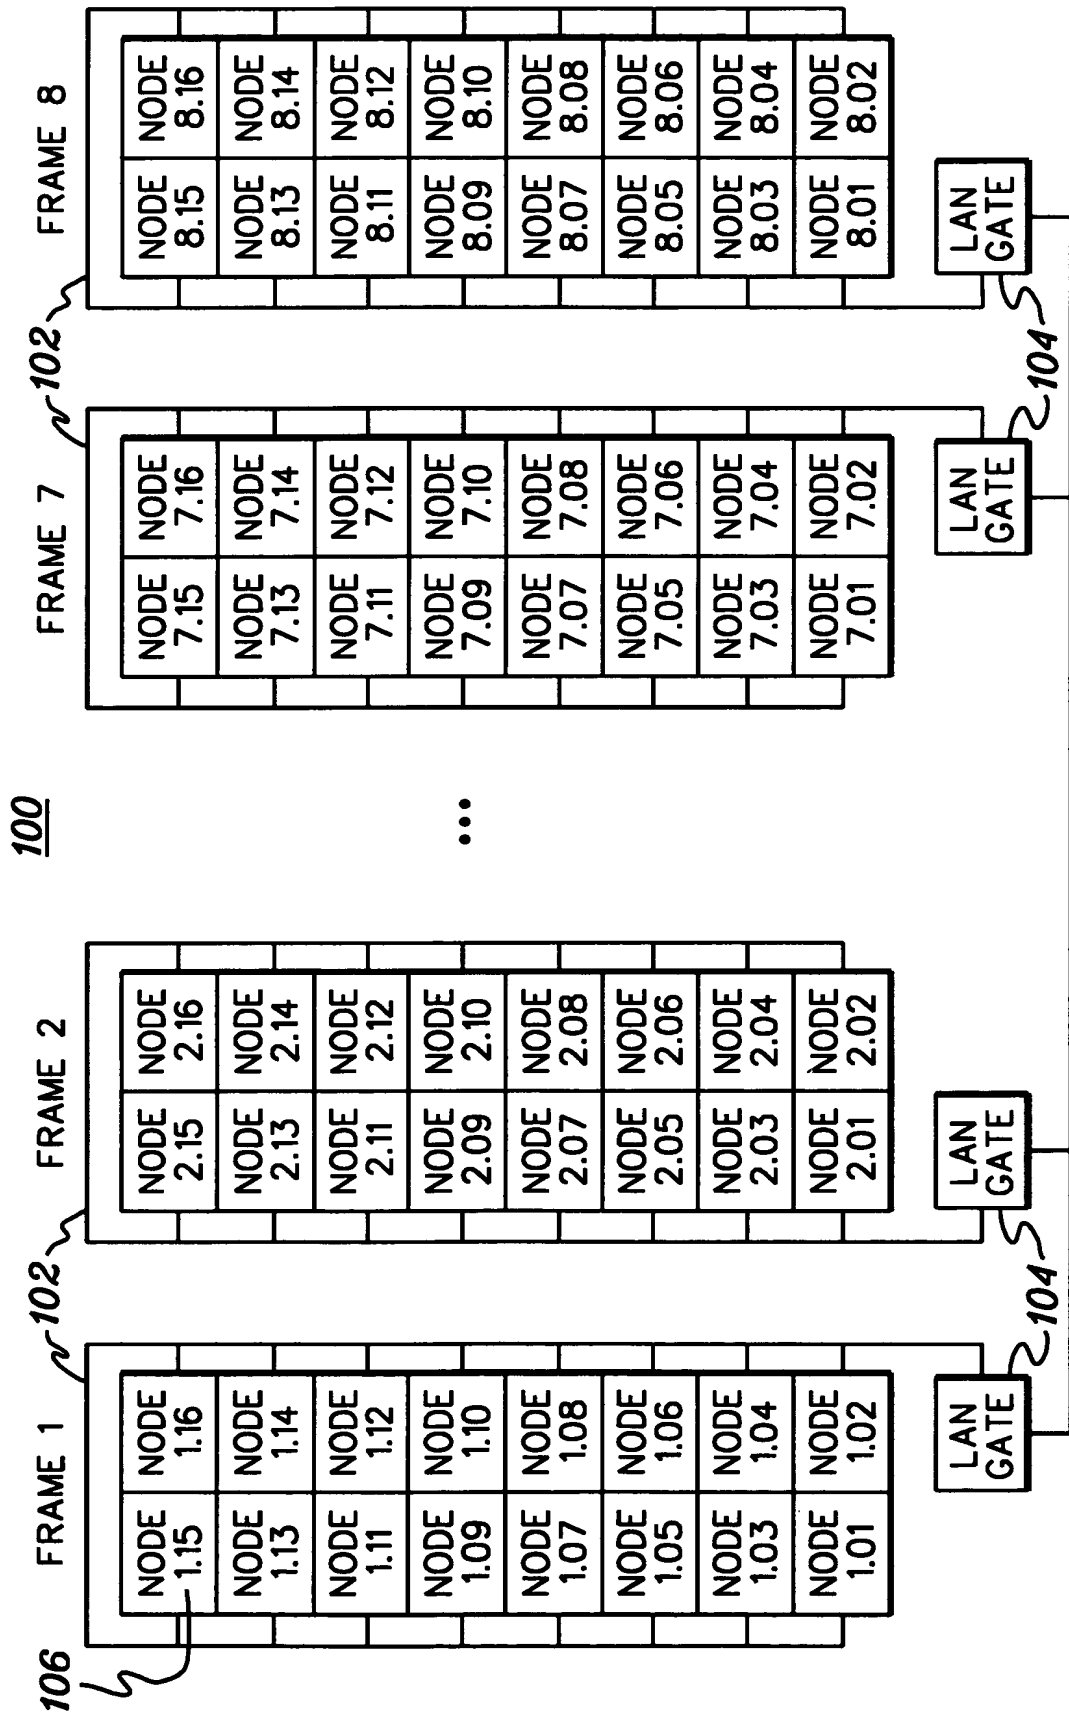 100
106
FRAME 1
102
NODE
1.15
NODE
1.16
NODE
1.13
NODE
1.14
NODE
1.11
NODE
1.12
NODE
1.09
NODE
1.10
NODE
1.07
NODE
1.08
NODE
1.05
NODE
1.06
NODE
1.03
NODE
1.04
NODE
1.01
NODE
1.02
LAN
GATE
104
FRAME 2
NODE
2.15
NODE
2.16
NODE
2.13
NODE
2.14
NODE
2.11
NODE
2.12
NODE
2.09
NODE
2.10
NODE
2.07
NODE
2.08
NODE
2.05
NODE
2.06
NODE
2.03
NODE
2.04
NODE
2.01
NODE
2.02
LAN
GATE
...
FRAME 7
102
NODE
7.15
NODE
7.16
NODE
7.13
NODE
7.14
NODE
7.11
NODE
7.12
NODE
7.09
NODE
7.10
NODE
7.07
NODE
7.08
NODE
7.05
NODE
7.06
NODE
7.03
NODE
7.04
NODE
7.01
NODE
7.02
LAN
GATE
104
FRAME 8
NODE
8.15
NODE
8.16
NODE
8.13
NODE
8.14
NODE
8.11
NODE
8.12
NODE
8.09
NODE
8.10
NODE
8.07
NODE
8.08
NODE
8.05
NODE
8.06
NODE
8.03
NODE
8.04
NODE
8.01
NODE
8.02
LAN
GATE